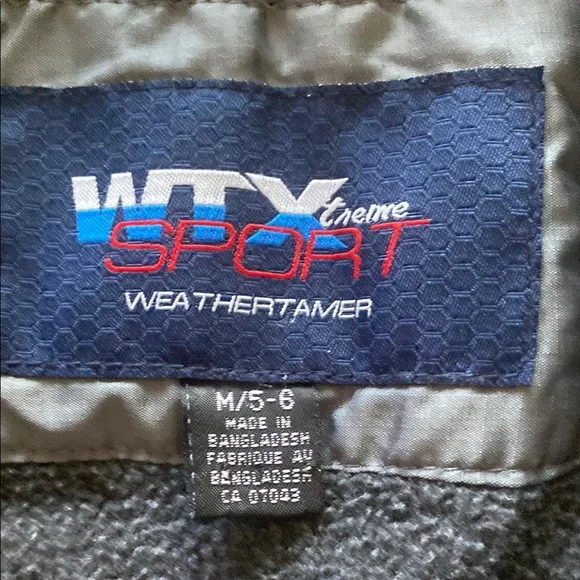 WTXtreme
SPORT
WEATHERTAMER
M/5-6
MADE IN
BANGLADESH
FABRIQUE AU
BANGLADESH
CA 07043